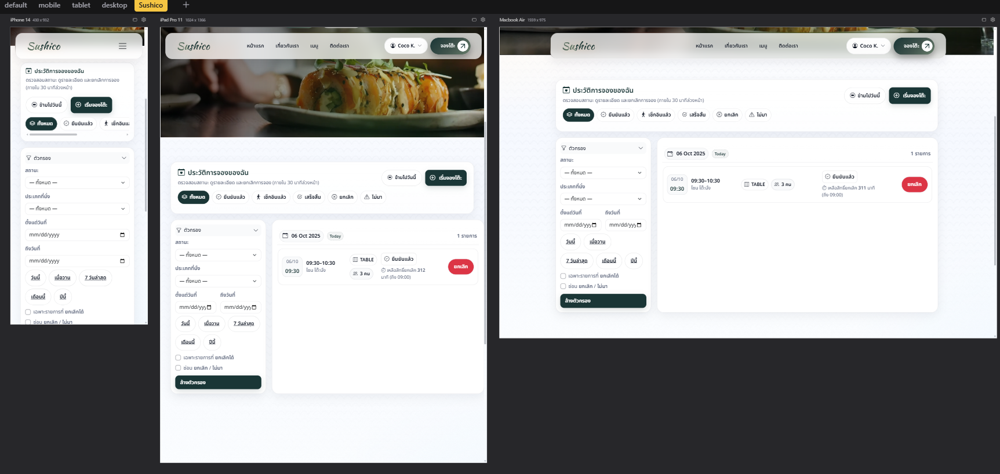 default mobile tablet desktop Sushico +
iPhone 14 430 x 932
Sushico
ประวัติการจองของฉัน
ตรวจสอบสถานะ ดูรายละเอียด และยกเลิกการจอง
(ภายใน 30 นาทีล่วงหน้า)
ข้ามไปวันนี้ เริ่มจองโต๊ะ
ทั้งหมด ยืนยันแล้ว เช็กอินแล
ตัวกรอง
สถานะ
— ทั้งหมด —
ประเภทที่นั่ง
— ทั้งหมด —
ตั้งแต่วันที่
mm/dd/yyyy
ถึงวันที่
mm/dd/yyyy
วันนี้ เมื่อวาน 7 วันล่าสุด
เดือนนี้ ปีนี้
เฉพาะรายการที่ ยกเลิกได้
ซ่อน ยกเลิก / ไม่มา
iPad Pro 11 1024 x 1366
Sushico หน้าแรก เกี่ยวกับเรา เมนู ติดต่อเรา Coco K. จองโต๊ะ
ประวัติการจองของฉัน
ตรวจสอบสถานะ ดูรายละเอียด และยกเลิกการจอง (ภายใน 30 นาทีล่วงหน้า)
ข้ามไปวันนี้ เริ่มจองโต๊ะ
ทั้งหมด ยืนยันแล้ว เช็กอินแล้ว เสร็จสิ้น ยกเลิก ไม่มา
ตัวกรอง
สถานะ
— ทั้งหมด —
ประเภทที่นั่ง
— ทั้งหมด —
ตั้งแต่วันที่ ถึงวันที่
mm/dd/yyy mm/dd/yyy
วันนี้ เมื่อวาน 7 วันล่าสุด
เดือนนี้ ปีนี้
เฉพาะรายการที่ ยกเลิกได้
ซ่อน ยกเลิก / ไม่มา
ล้างตัวกรอง
06 Oct 2025 Today 1 รายการ
06/10
09:30
09:30–10:30
โซน โต๊ะนั่ง
TABLE
3 คน
ยืนยันแล้ว
เหลือสิทธิ์ยกเลิก 312
นาที (ถึง 09:00)
ยกเลิก
Macbook Air 1559 x 975
Sushico หน้าแรก เกี่ยวกับเรา เมนู ติดต่อเรา Coco K. จองโต๊ะ
ประวัติการจองของฉัน
ตรวจสอบสถานะ ดูรายละเอียด และยกเลิกการจอง (ภายใน 30 นาทีล่วงหน้า)
ข้ามไปวันนี้ เริ่มจองโต๊ะ
ทั้งหมด ยืนยันแล้ว เช็กอินแล้ว เสร็จสิ้น ยกเลิก ไม่มา
ตัวกรอง
สถานะ
— ทั้งหมด —
ประเภทที่นั่ง
— ทั้งหมด —
ตั้งแต่วันที่ ถึงวันที่
mm/dd/yyy mm/dd/yyy
วันนี้ เมื่อวาน
7 วันล่าสุด เดือนนี้ ปีนี้
เฉพาะรายการที่ ยกเลิกได้
ซ่อน ยกเลิก / ไม่มา
ล้างตัวกรอง
06 Oct 2025 Today 1 รายการ
06/10
09:30
09:30–10:30
โซน โต๊ะนั่ง
TABLE 3 คน
ยืนยันแล้ว
เหลือสิทธิ์ยกเลิก 311 นาที
(ถึง 09:00)
ยกเลิก